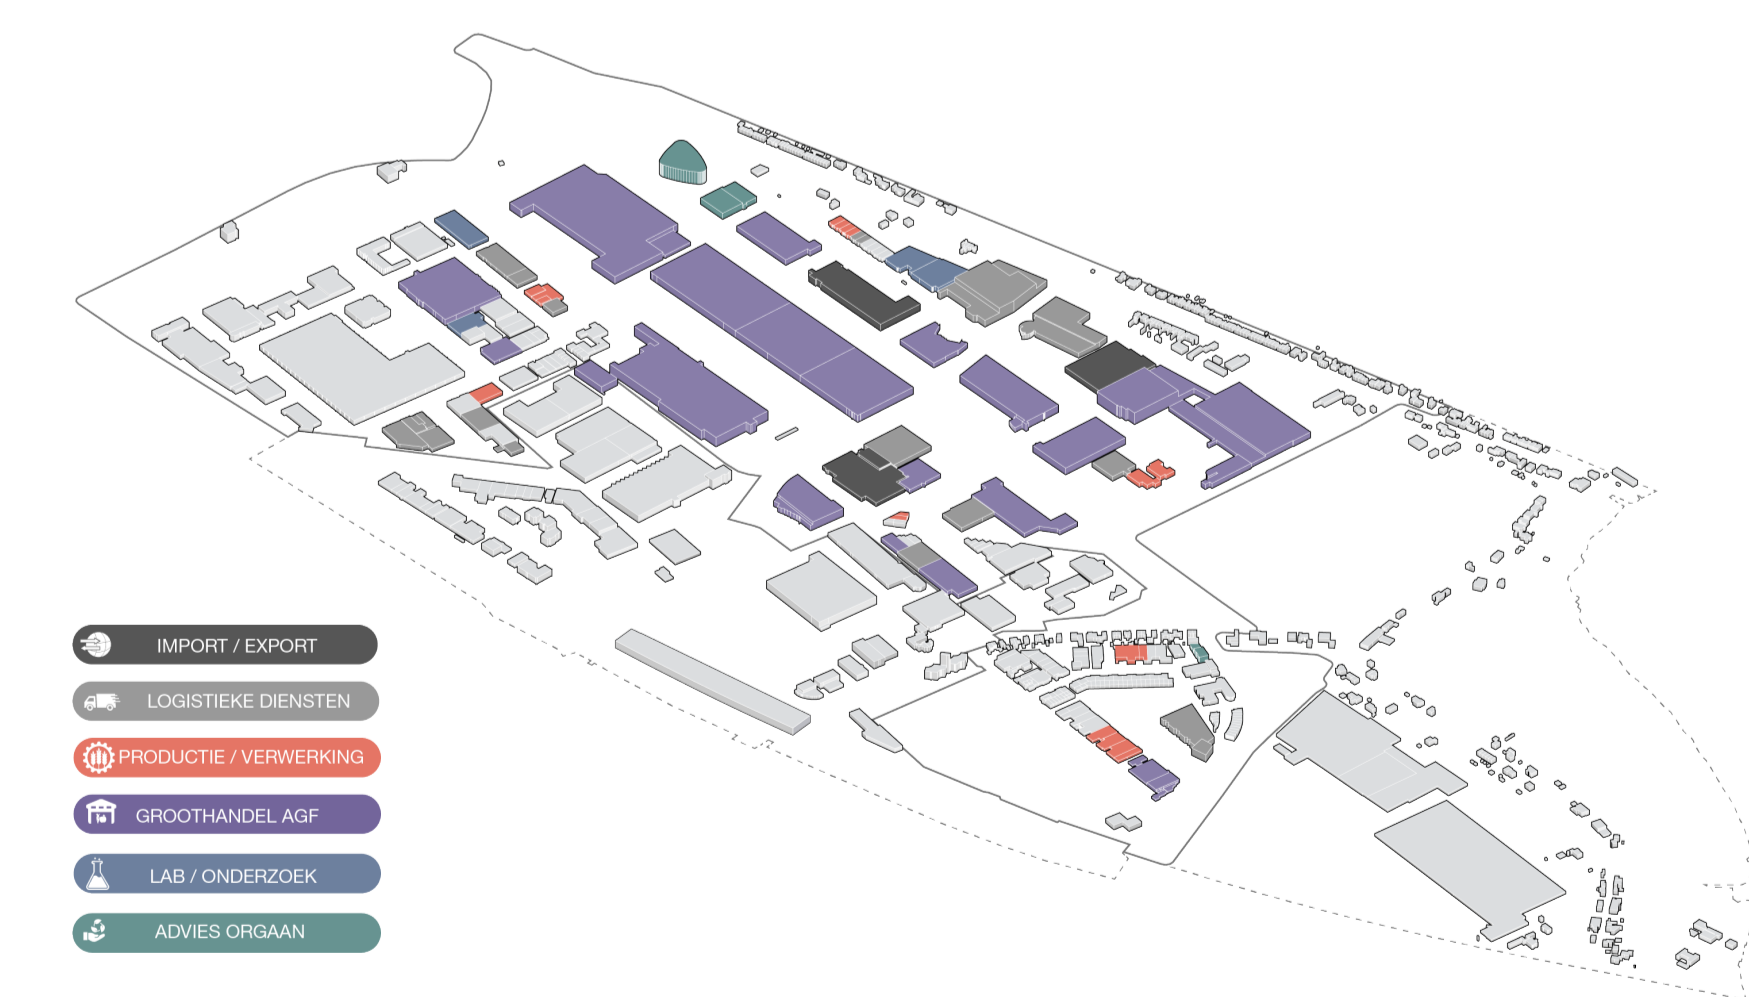 IMPORT / EXPORT
LOGISTIEKE DIENSTEN
PRODUCTIE / VERWERKING
GROOTHANDEL AGF
LAB / ONDERZOEK
ADVIES ORGAAN